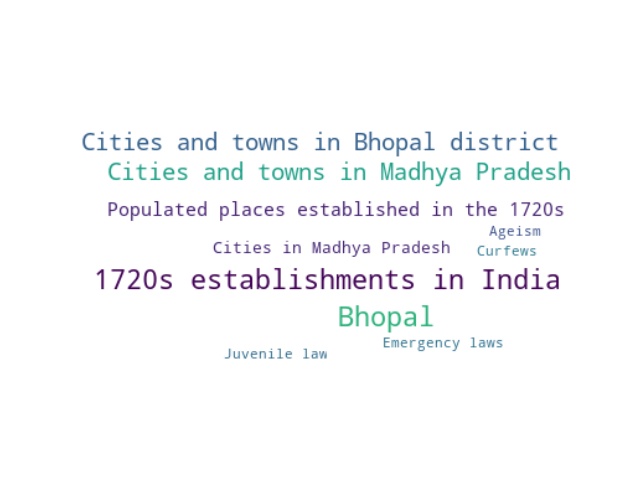 Cities and towns in Bhopal district
Cities and towns in Madhya Pradesh
Populated places established in the 1720s
Ageism
Cities in Madhya Pradesh
Curfews
1720s establishments in India
Bhopal
Emergency laws
Juvenile law